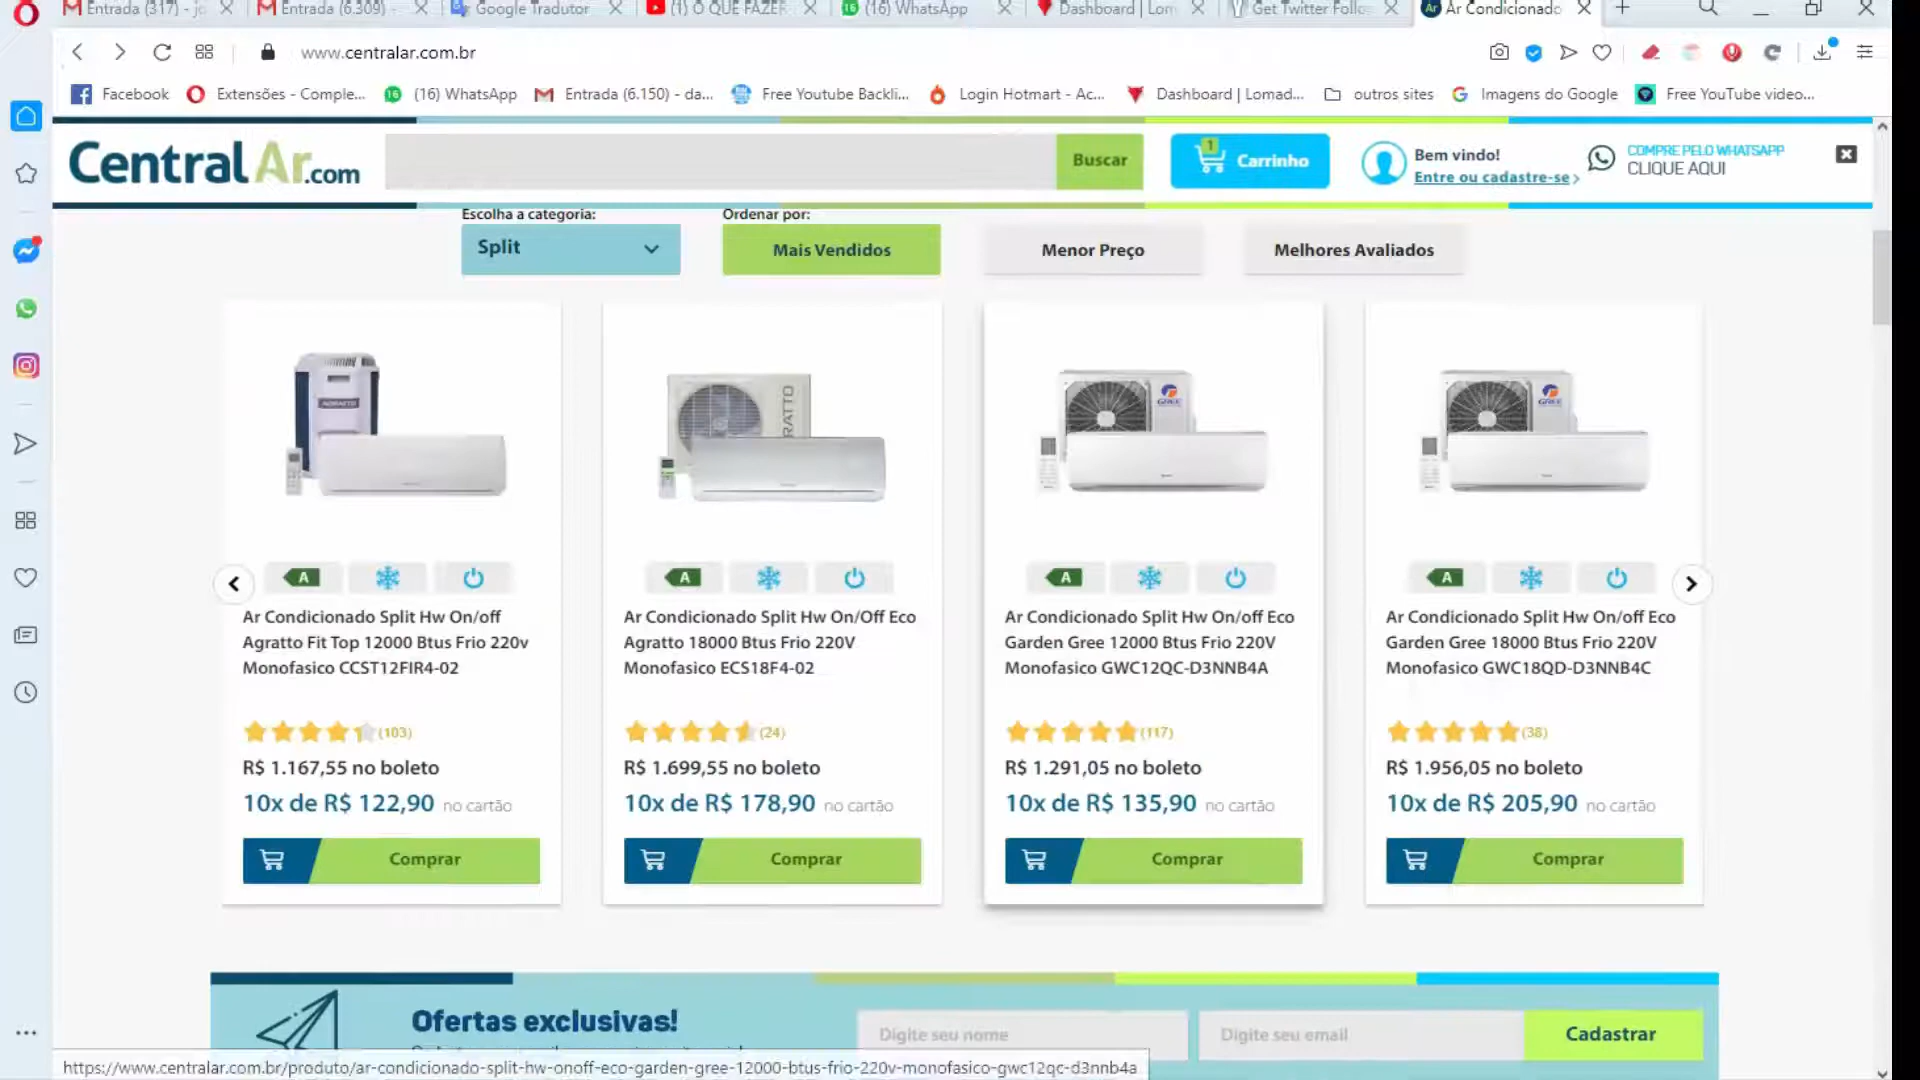 Entrada (317) - jo
Entrada (6.309) -
Google Tradutor
(1) O QUE FAZER
(16) WhatsApp
Dashboard | Lom
Get Twitter Follo
Ar Condicionado
www.centralar.com.br
Facebook
Extensões - Comple...
(16) WhatsApp
Entrada (6.150) - da...
Free Youtube Backli...
Login Hotmart - Ac...
Dashboard | Lomad...
outros sites
Imagens do Google
Free YouTube video...
CentralAr.com
Buscar
1
Carrinho
Bem vindo!
Entre ou cadastre-se >
COMPRE PELO WHATSAPP
CLIQUE AQUI
Escolha a categoria:
Split
Ordenar por:
Mais Vendidos
Menor Preço
Melhores Avaliados
AGRATTO
RATTO
GREE
GREE
A
A
A
A
Ar Condicionado Split Hw On/off
Agratto Fit Top 12000 Btus Frio 220v
Monofasico CCST12FIR4-02
(103)
R$ 1.167,55 no boleto
10x de R$ 122,90 no cartão
Comprar
Ar Condicionado Split Hw On/Off Eco
Agratto 18000 Btus Frio 220V
Monofasico ECS18F4-02
(24)
R$ 1.699,55 no boleto
10x de R$ 178,90 no cartão
Comprar
Ar Condicionado Split Hw On/off Eco
Garden Gree 12000 Btus Frio 220V
Monofasico GWC12QC-D3NNB4A
(117)
R$ 1.291,05 no boleto
10x de R$ 135,90 no cartão
Comprar
Ar Condicionado Split Hw On/off Eco
Garden Gree 18000 Btus Frio 220V
Monofasico GWC18QD-D3NNB4C
(38)
R$ 1.956,05 no boleto
10x de R$ 205,90 no cartão
Comprar
Ofertas exclusivas!
Digite seu nome
Digite seu email
Cadastrar
https://www.centralar.com.br/produto/ar-condicionado-split-hw-onoff-eco-garden-gree-12000-btus-frio-220v-monofasico-gwc12qc-d3nnb4a